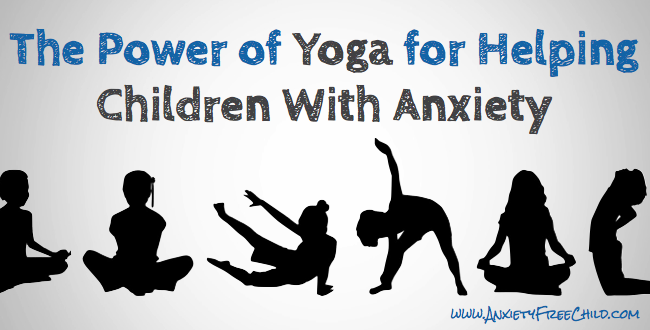 The Power of Yoga for Helping
Children With Anxiety
www.AnxietyFreeChild.com